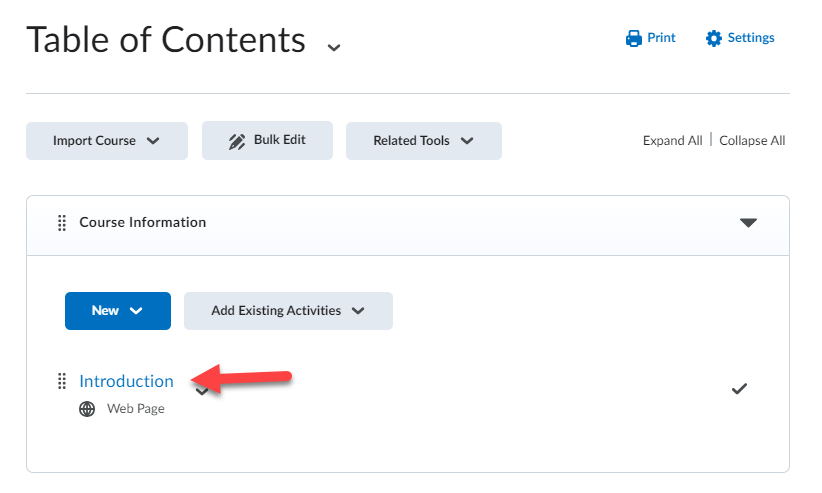 Table of Contents
Print
Settings
Import Course
Bulk Edit
Related Tools
Expand All | Collapse All
Course Information
New
Add Existing Activities
Introduction
Web Page